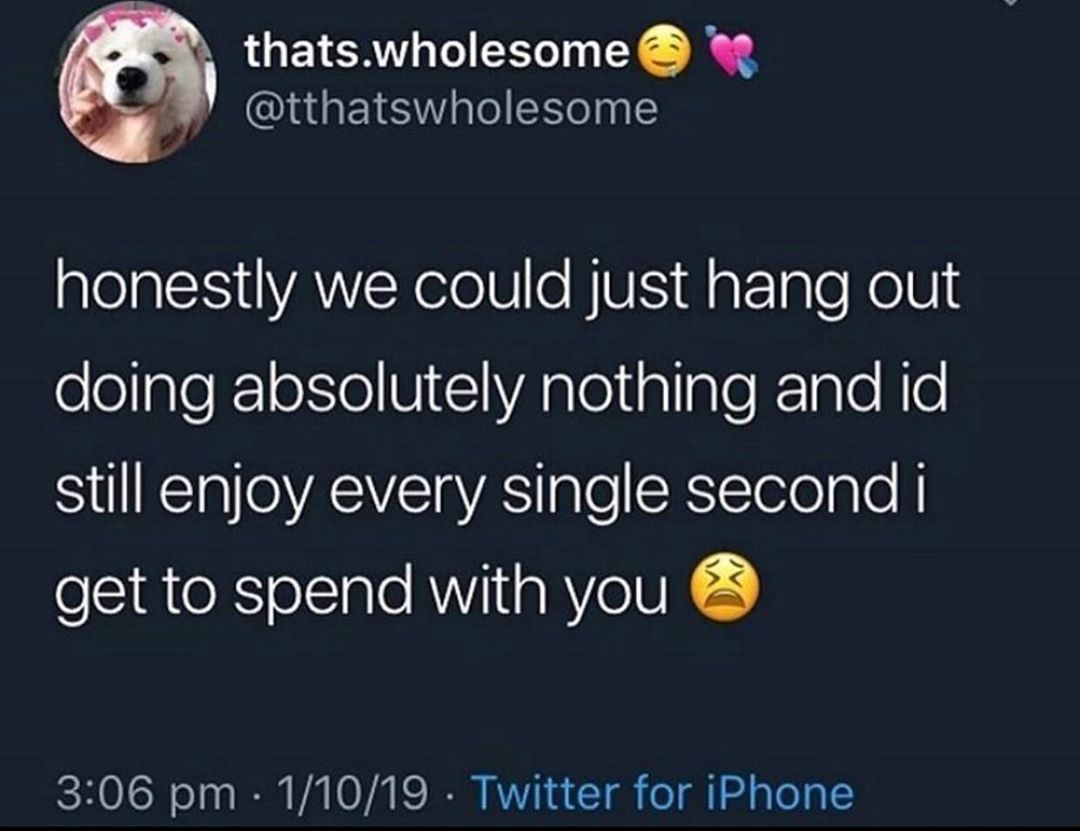 thats.wholesome🤤 💘
@tthatswholesome
honestly we could just hang out
doing absolutely nothing and id
still enjoy every single second i
get to spend with you 😫
3:06 pm · 1/10/19 · Twitter for iPhone